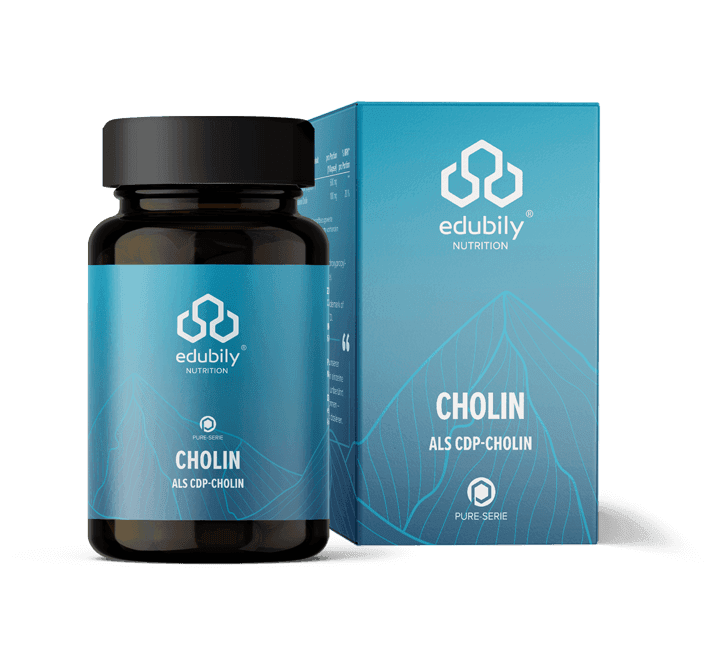 edubily®
NUTRITION
PURE-SERIE
CHOLIN
ALS CDP-CHOLIN
edubily®
NUTRITION
CHOLIN
ALS CDP-CHOLIN
PURE-SERIE